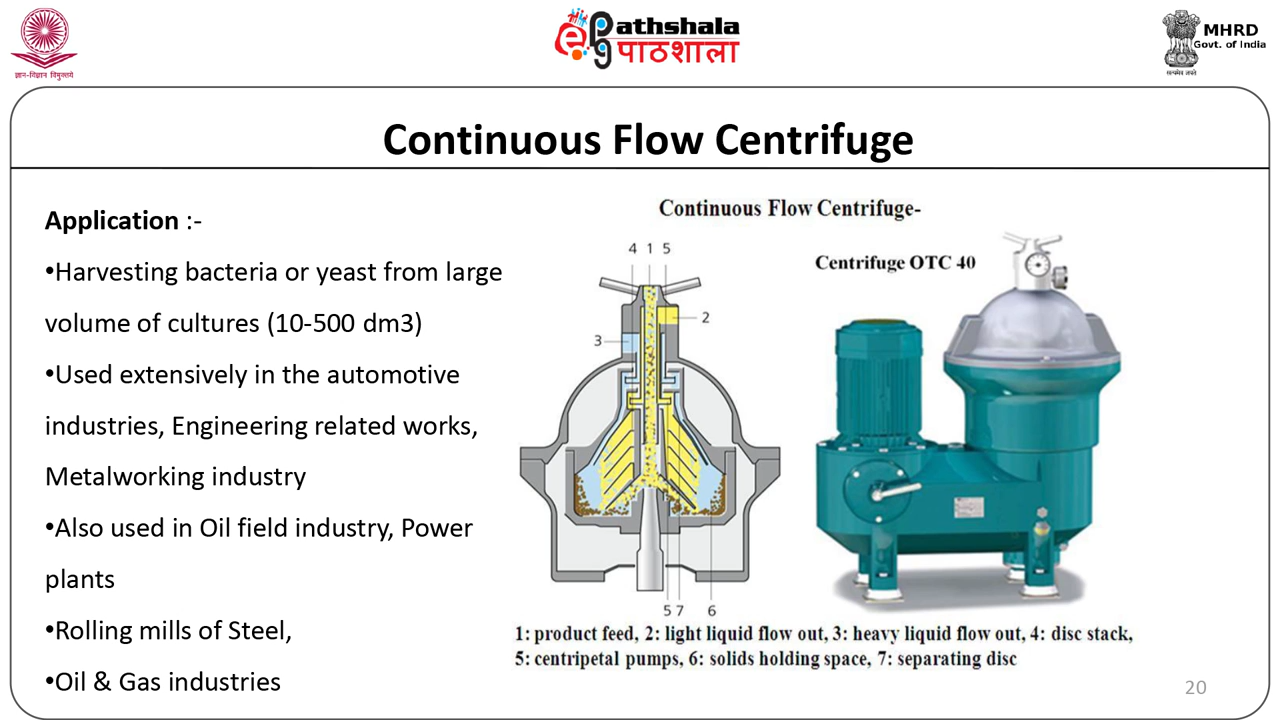 ज्ञान-विज्ञान विमुक्तये
ePathshala
पाठशाला
MHRD
Govt. of India
सत्यमेव जयते
Continuous Flow Centrifuge
Application :-
•Harvesting bacteria or yeast from large
volume of cultures (10-500 dm3)
•Used extensively in the automotive
industries, Engineering related works,
Metalworking industry
•Also used in Oil field industry, Power
plants
•Rolling mills of Steel,
•Oil & Gas industries
Continuous Flow Centrifuge-
Centrifuge OTC 40
4 1 5
2
3
5 7 6
1: product feed, 2: light liquid flow out, 3: heavy liquid flow out, 4: disc stack,
5: centripetal pumps, 6: solids holding space, 7: separating disc
20